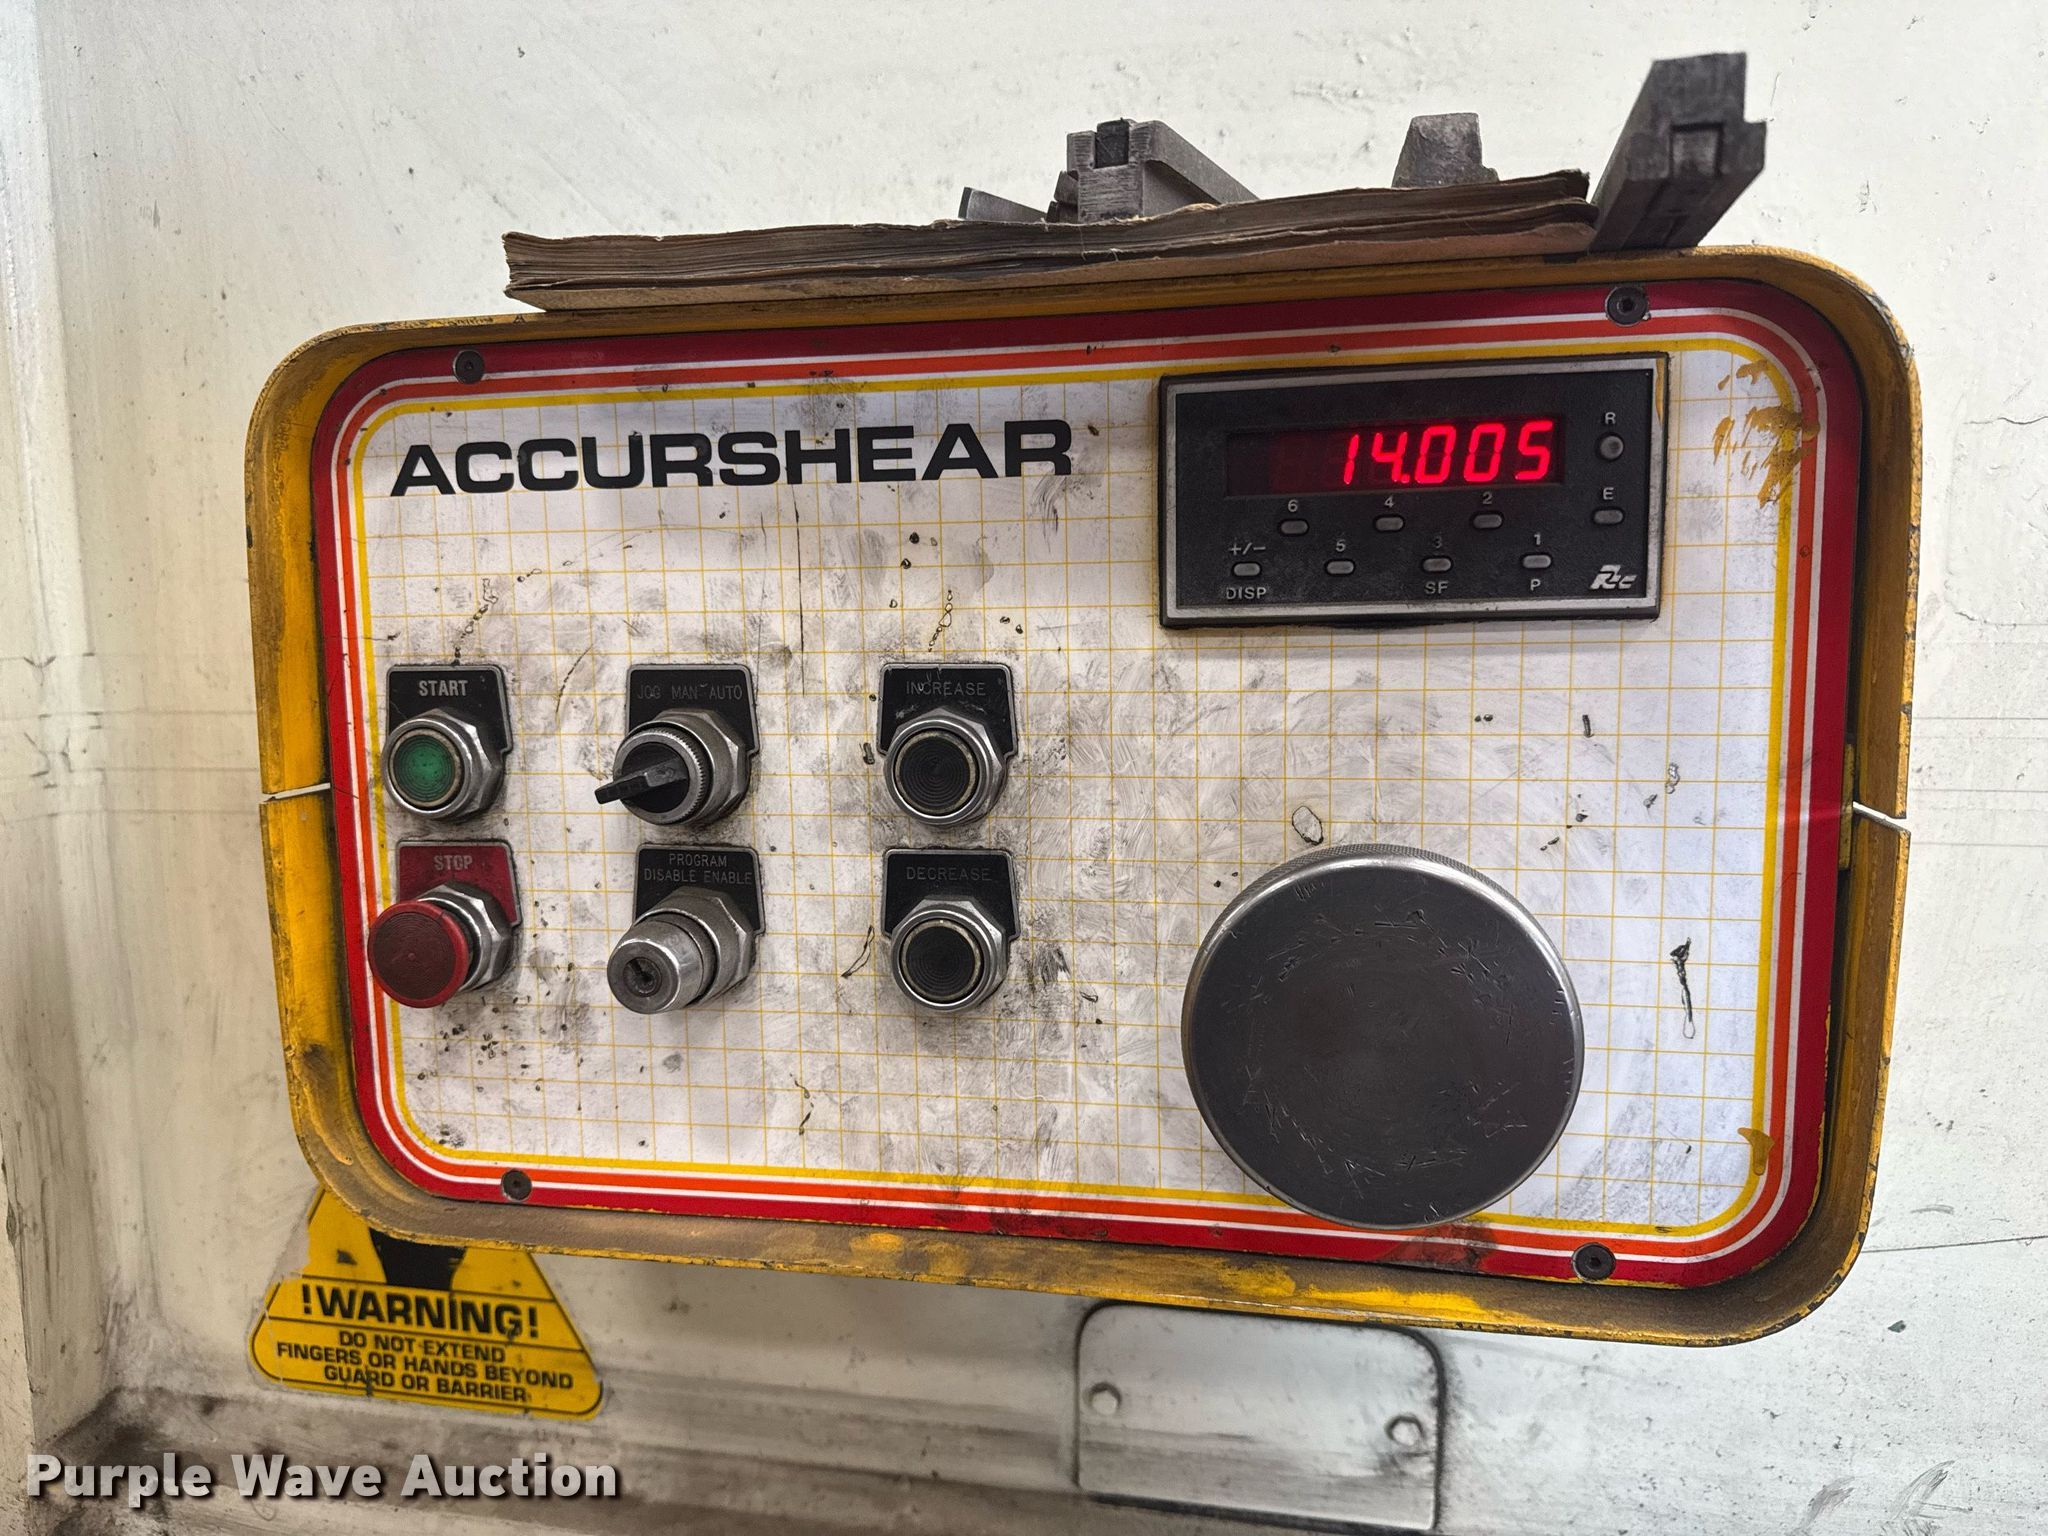 ACCURSHEAR
14.005
R
6 4 2
E
+/- 5 3 1
DISP SF P
START
JOG MAN AUTO
INCREASE
STOP
PROGRAM
DISABLE ENABLE
DECREASE
!WARNING!
DO NOT EXTEND
FINGERS OR HANDS BEYOND
GUARD OR BARRIER
Purple Wave Auction